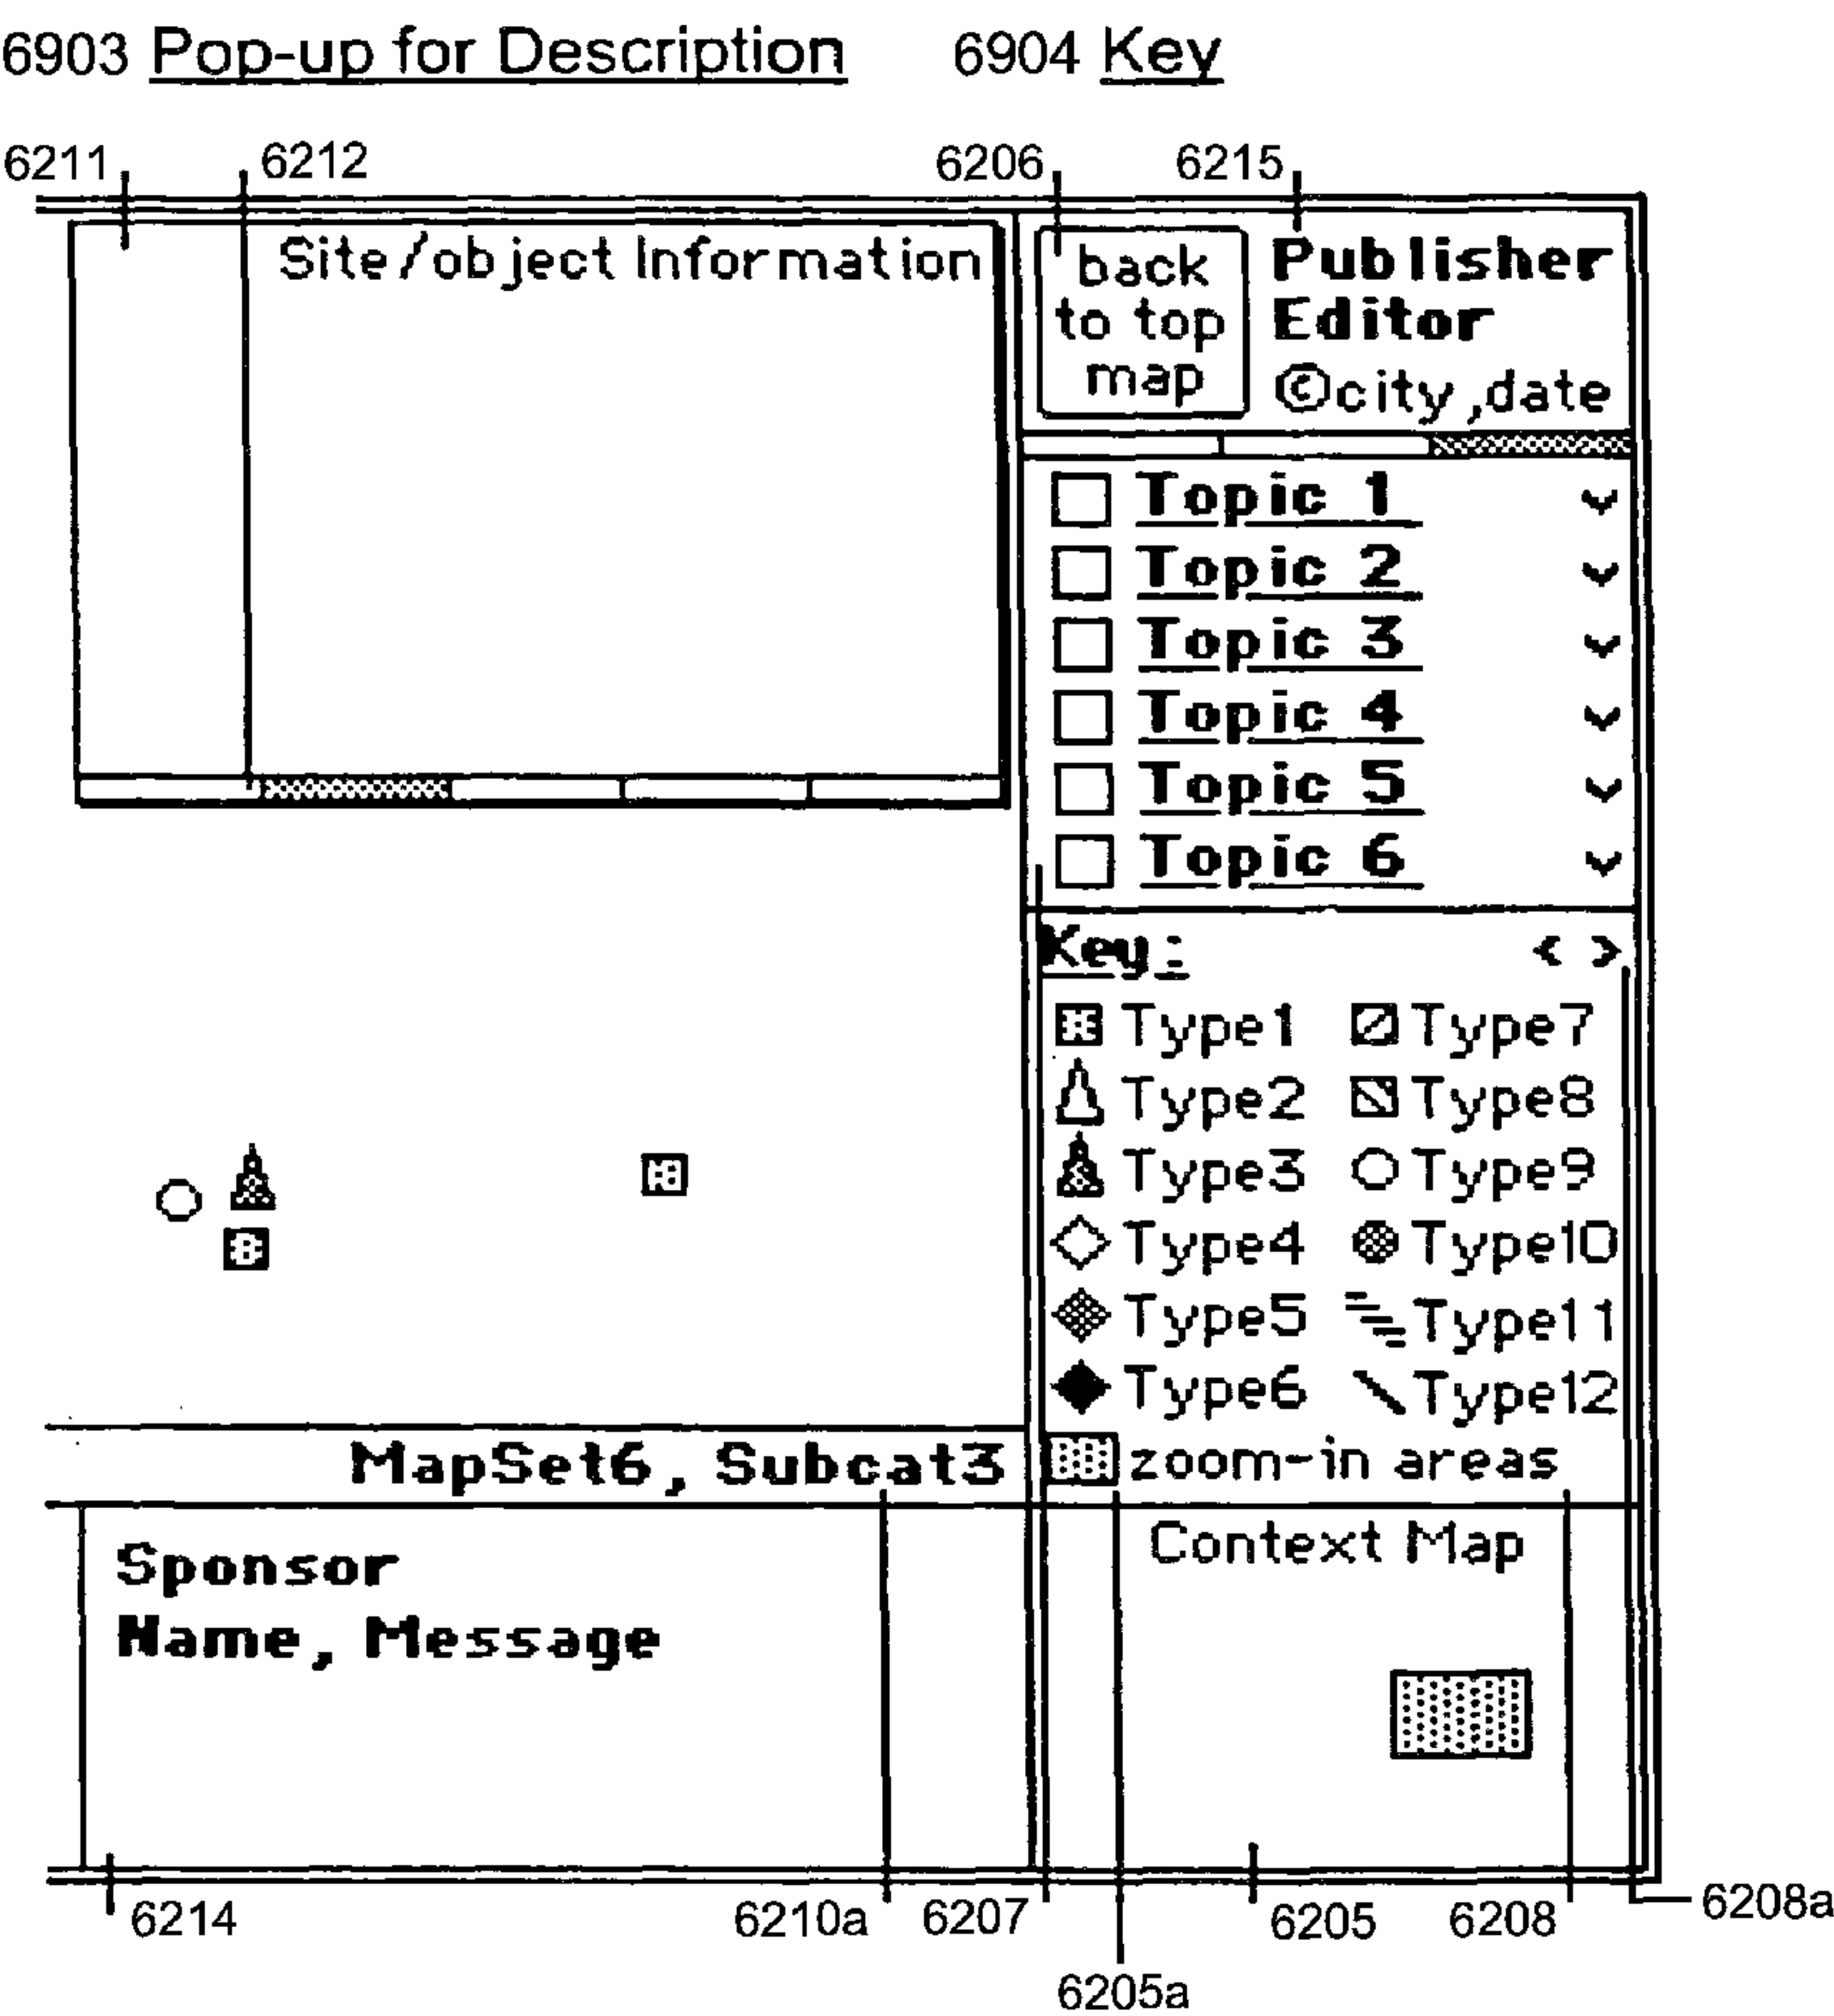 6903 Pop-up for Description
6904 Key
6211
6212
6206
6215
Site/object Information
back
to top
map
Publisher
Editor
©city,date
Topic 1
Topic 2
Topic 3
Topic 4
Topic 5
Topic 6
Key: < >
Type1
Type7
Type2
Type8
Type3
Type9
Type4
Type10
Type5
Type11
Type6
Type12
zoom-in areas
MapSet6, Subcat3
Sponsor
Name, Message
Context Map
6214
6210a
6207
6205
6208
6208a
6205a